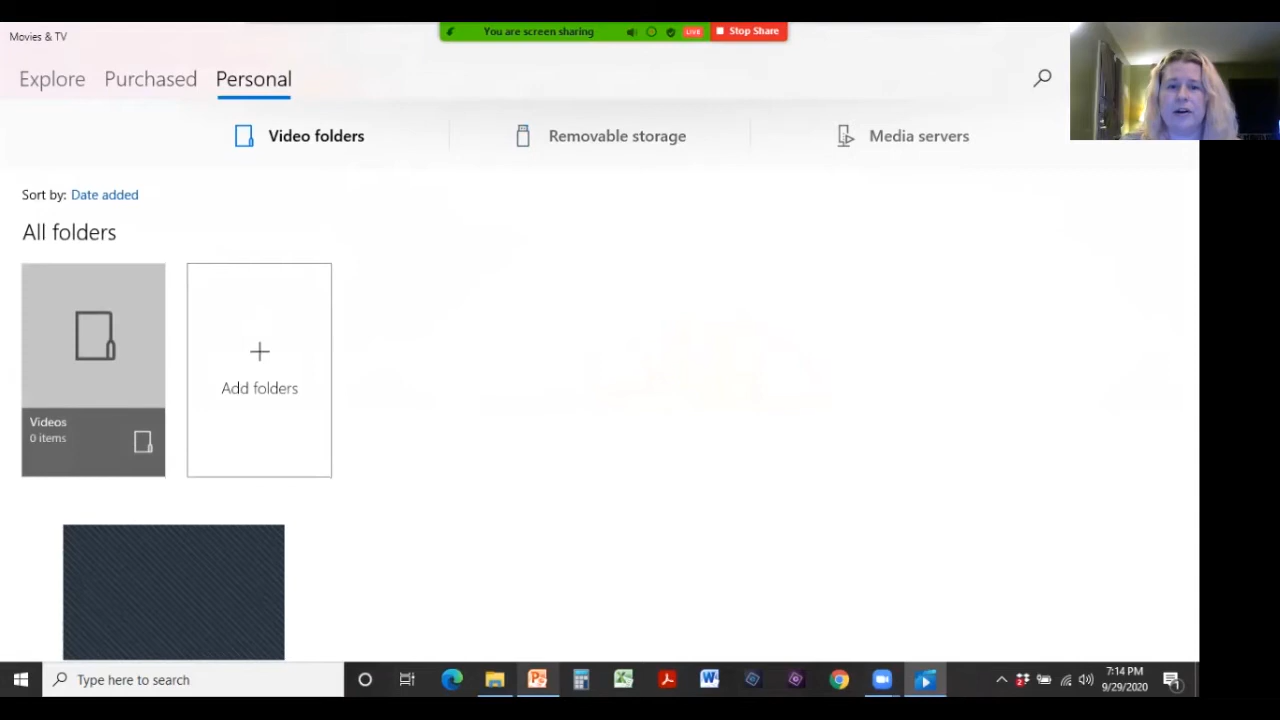 Movies & TV
You are screen sharing
LIVE
Stop Share
Explore
Purchased
Personal
Video folders
Removable storage
Media servers
Sort by: Date added
All folders
Videos
0 items
Add folders
Type here to search
7:14 PM
9/29/2020